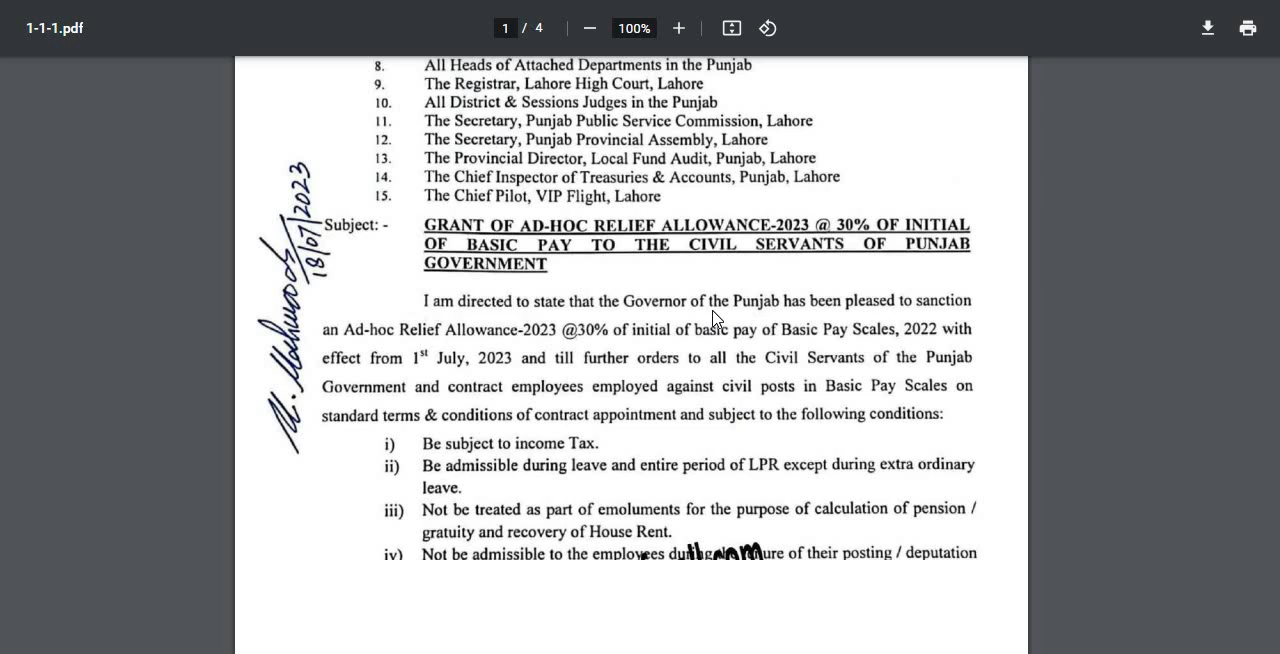 1-1-1.pdf
1 / 4
100%
8. All Heads of Attached Departments in the Punjab
9. The Registrar, Lahore High Court, Lahore
10. All District & Sessions Judges in the Punjab
11. The Secretary, Punjab Public Service Commission, Lahore
12. The Secretary, Punjab Provincial Assembly, Lahore
13. The Provincial Director, Local Fund Audit, Punjab, Lahore
14. The Chief Inspector of Treasuries & Accounts, Punjab, Lahore
15. The Chief Pilot, VIP Flight, Lahore
18/07/2023
Subject: - GRANT OF AD-HOC RELIEF ALLOWANCE-2023 @ 30% OF INITIAL
OF BASIC PAY TO THE CIVIL SERVANTS OF PUNJAB
GOVERNMENT
I am directed to state that the Governor of the Punjab has been pleased to sanction
an Ad-hoc Relief Allowance-2023 @30% of initial of basic pay of Basic Pay Scales, 2022 with
effect from 1st July, 2023 and till further orders to all the Civil Servants of the Punjab
Government and contract employees employed against civil posts in Basic Pay Scales on
standard terms & conditions of contract appointment and subject to the following conditions:
i) Be subject to income Tax.
ii) Be admissible during leave and entire period of LPR except during extra ordinary
leave.
iii) Not be treated as part of emoluments for the purpose of calculation of pension /
gratuity and recovery of House Rent.
iv) Not be admissible to the employees of their posting / deputation